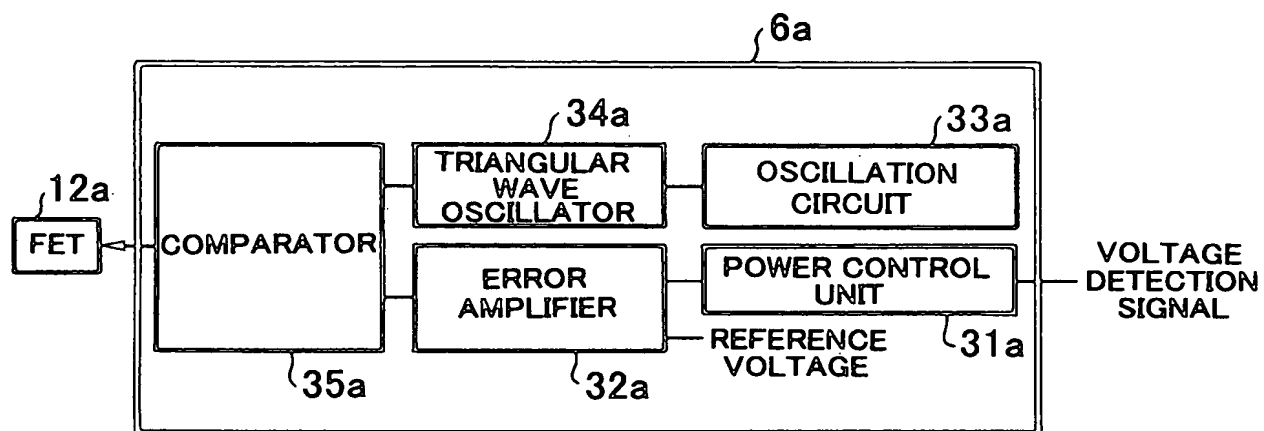 6a
34a
33a
TRIANGULAR
WAVE
OSCILLATOR
OSCILLATION
CIRCUIT
12a
FET
COMPARATOR
ERROR
AMPLIFIER
POWER CONTROL
UNIT
VOLTAGE
DETECTION
SIGNAL
REFERENCE
VOLTAGE
31a
35a
32a